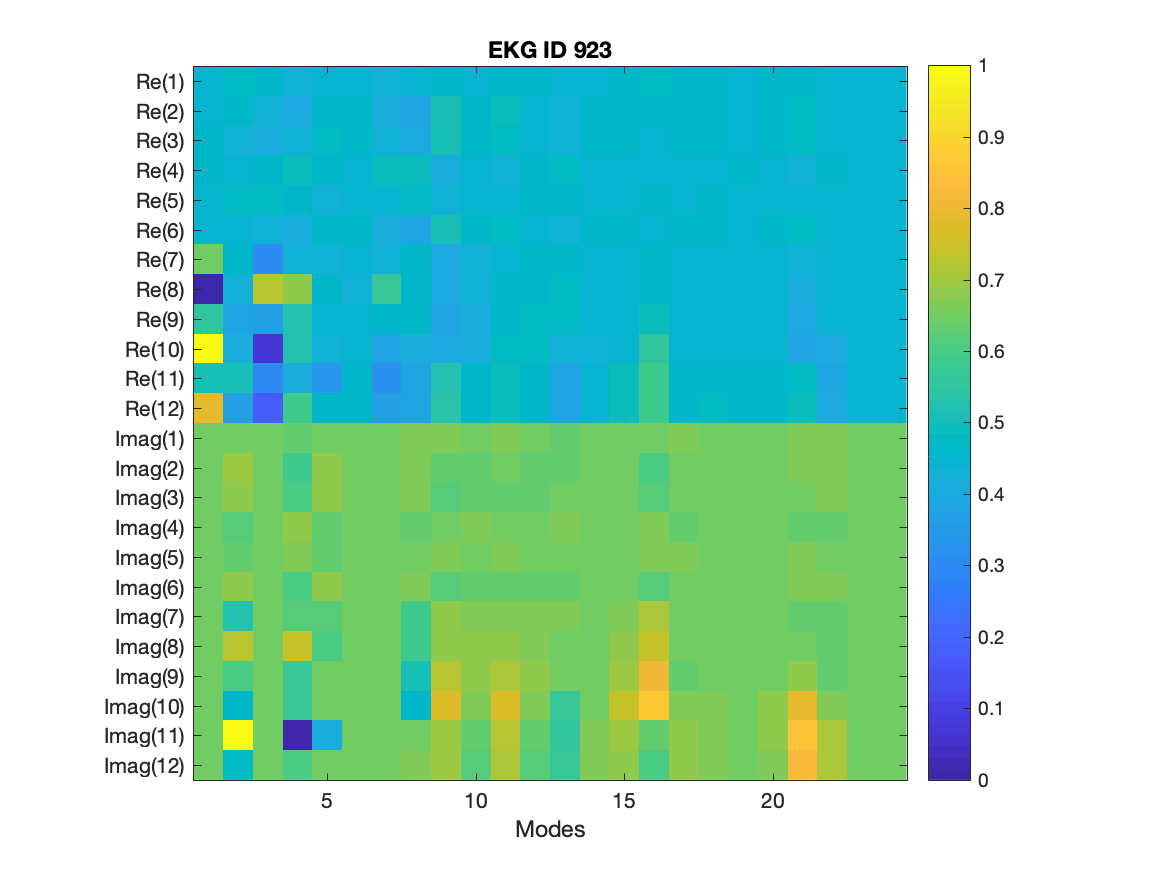 EKG ID 923
Re(1)
Re(2)
Re(3)
Re(4)
Re(5)
Re(6)
Re(7)
Re(8)
Re(9)
Re(10)
Re(11)
Re(12)
Imag(1)
Imag(2)
Imag(3)
Imag(4)
Imag(5)
Imag(6)
Imag(7)
Imag(8)
Imag(9)
Imag(10)
Imag(11)
Imag(12)
5 10 15 20
Modes
1
0.9
0.8
0.7
0.6
0.5
0.4
0.3
0.2
0.1
0